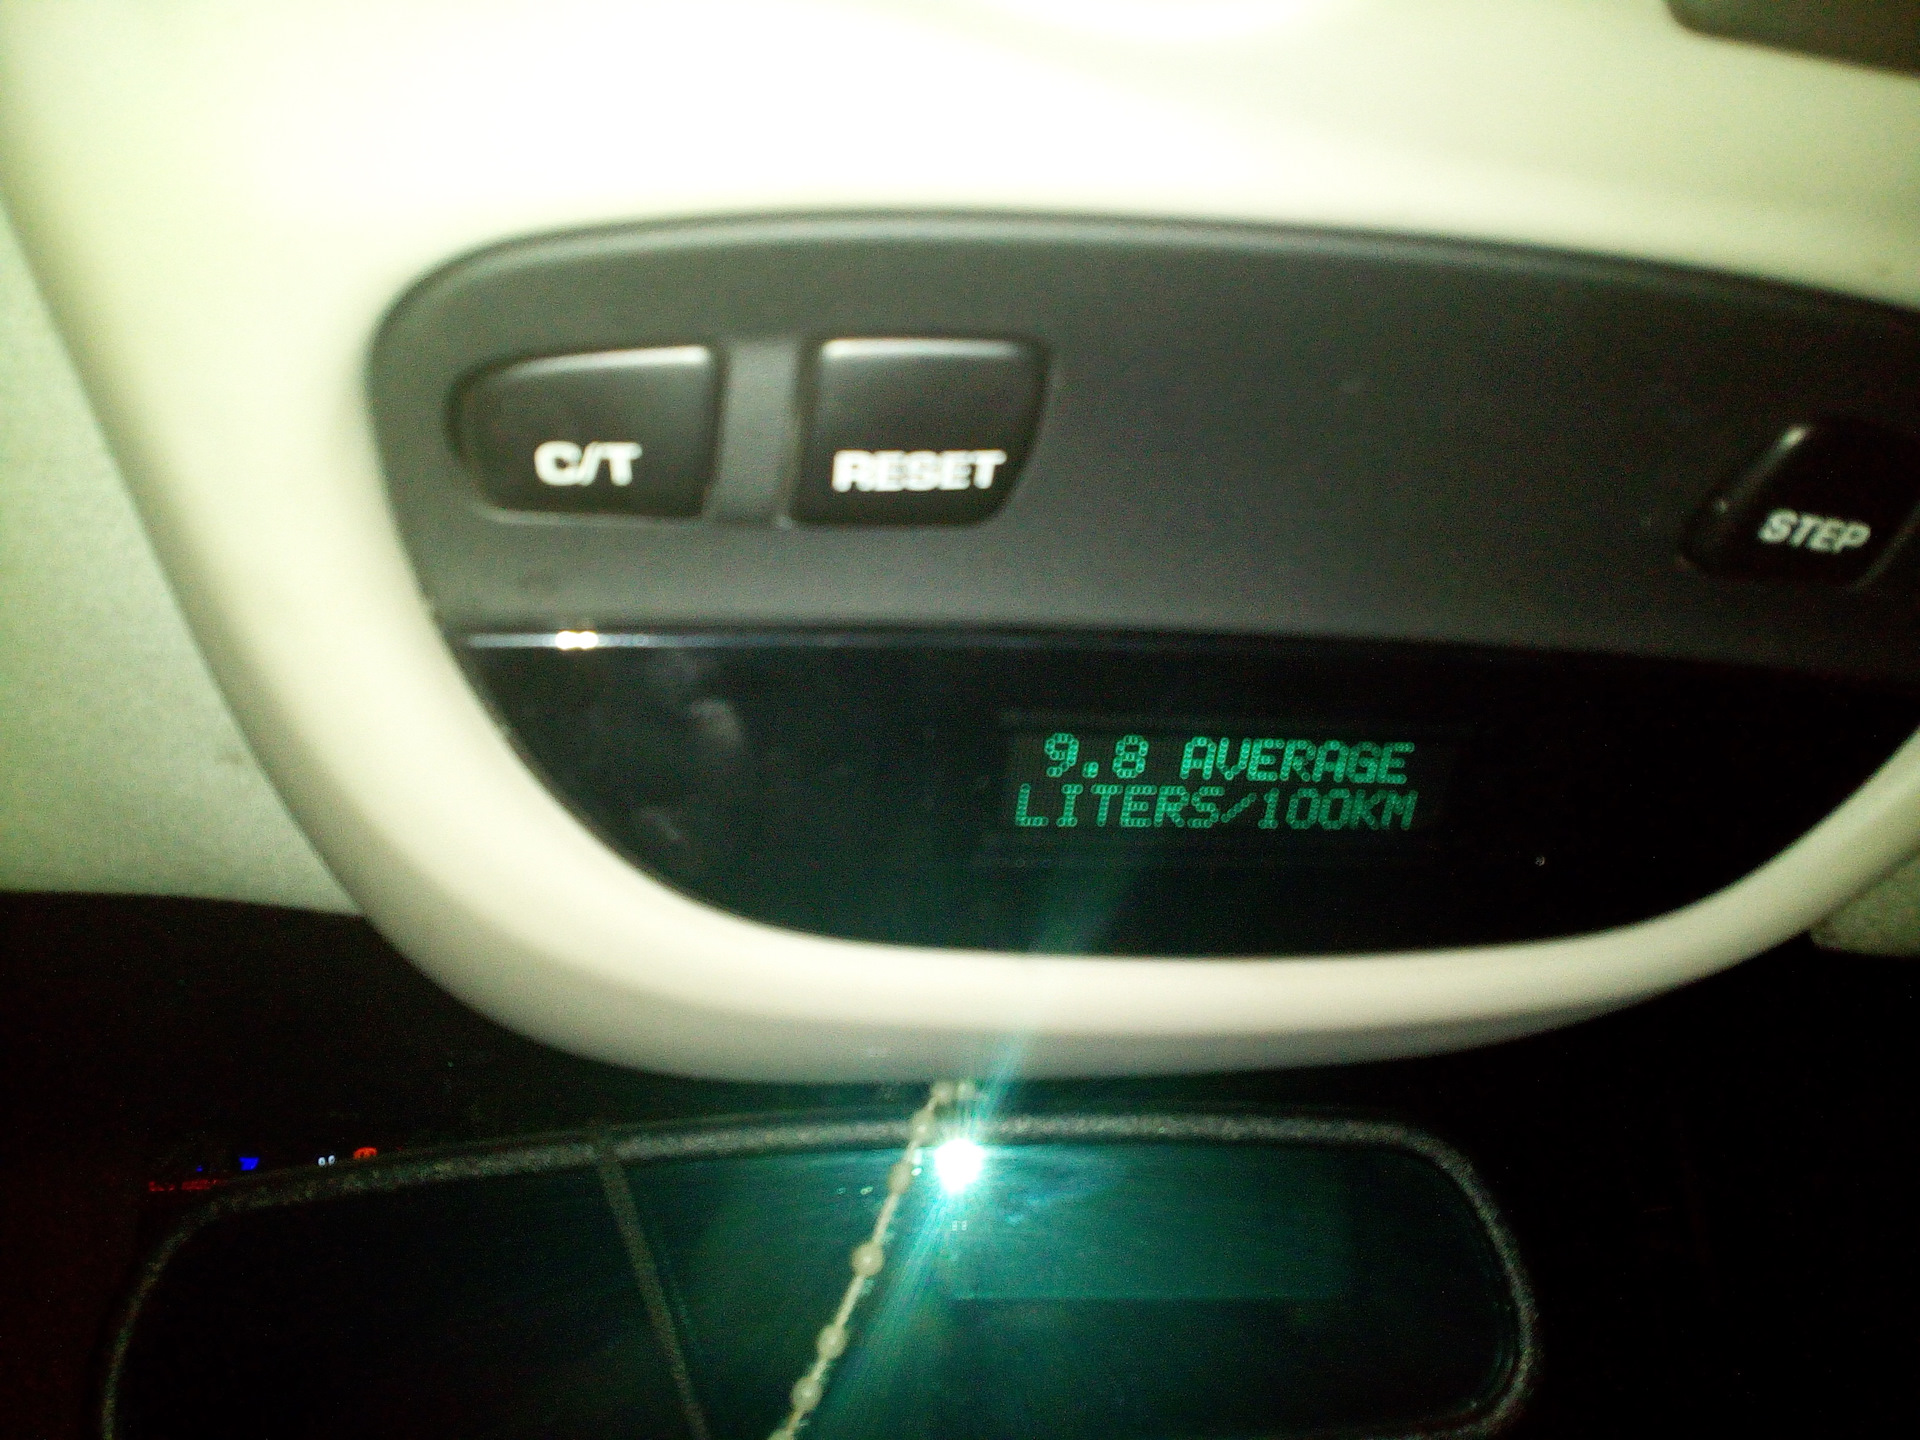 C/T
RESET
STEP
9.8 AVERAGE
LITERS/100KM